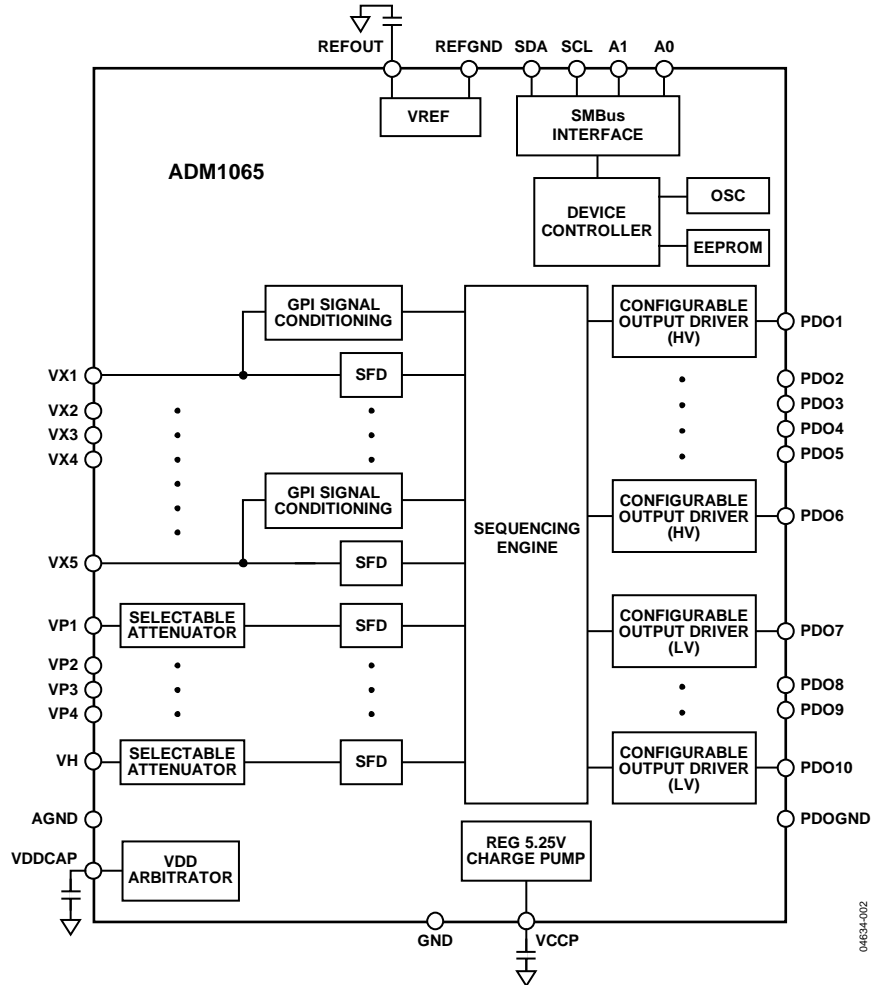 REFOUT
REFGND
SDA
SCL
A1
A0
VREF
SMBus
INTERFACE
ADM1065
DEVICE
CONTROLLER
OSC
EEPROM
GPI SIGNAL
CONDITIONING
CONFIGURABLE
OUTPUT DRIVER
(HV)
PDO1
VX1
SFD
PDO2
VX2
PDO3
VX3
PDO4
VX4
PDO5
GPI SIGNAL
CONDITIONING
SEQUENCING
ENGINE
CONFIGURABLE
OUTPUT DRIVER
(HV)
PDO6
VX5
SFD
VP1
SELECTABLE
ATTENUATOR
SFD
CONFIGURABLE
OUTPUT DRIVER
(LV)
PDO7
VP2
VP3
VP4
PDO8
PDO9
VH
SELECTABLE
ATTENUATOR
SFD
CONFIGURABLE
OUTPUT DRIVER
(LV)
PDO10
AGND
PDOGND
VDDCAP
VDD
ARBITRATOR
REG 5.25V
CHARGE PUMP
GND
VCCP
04634-002